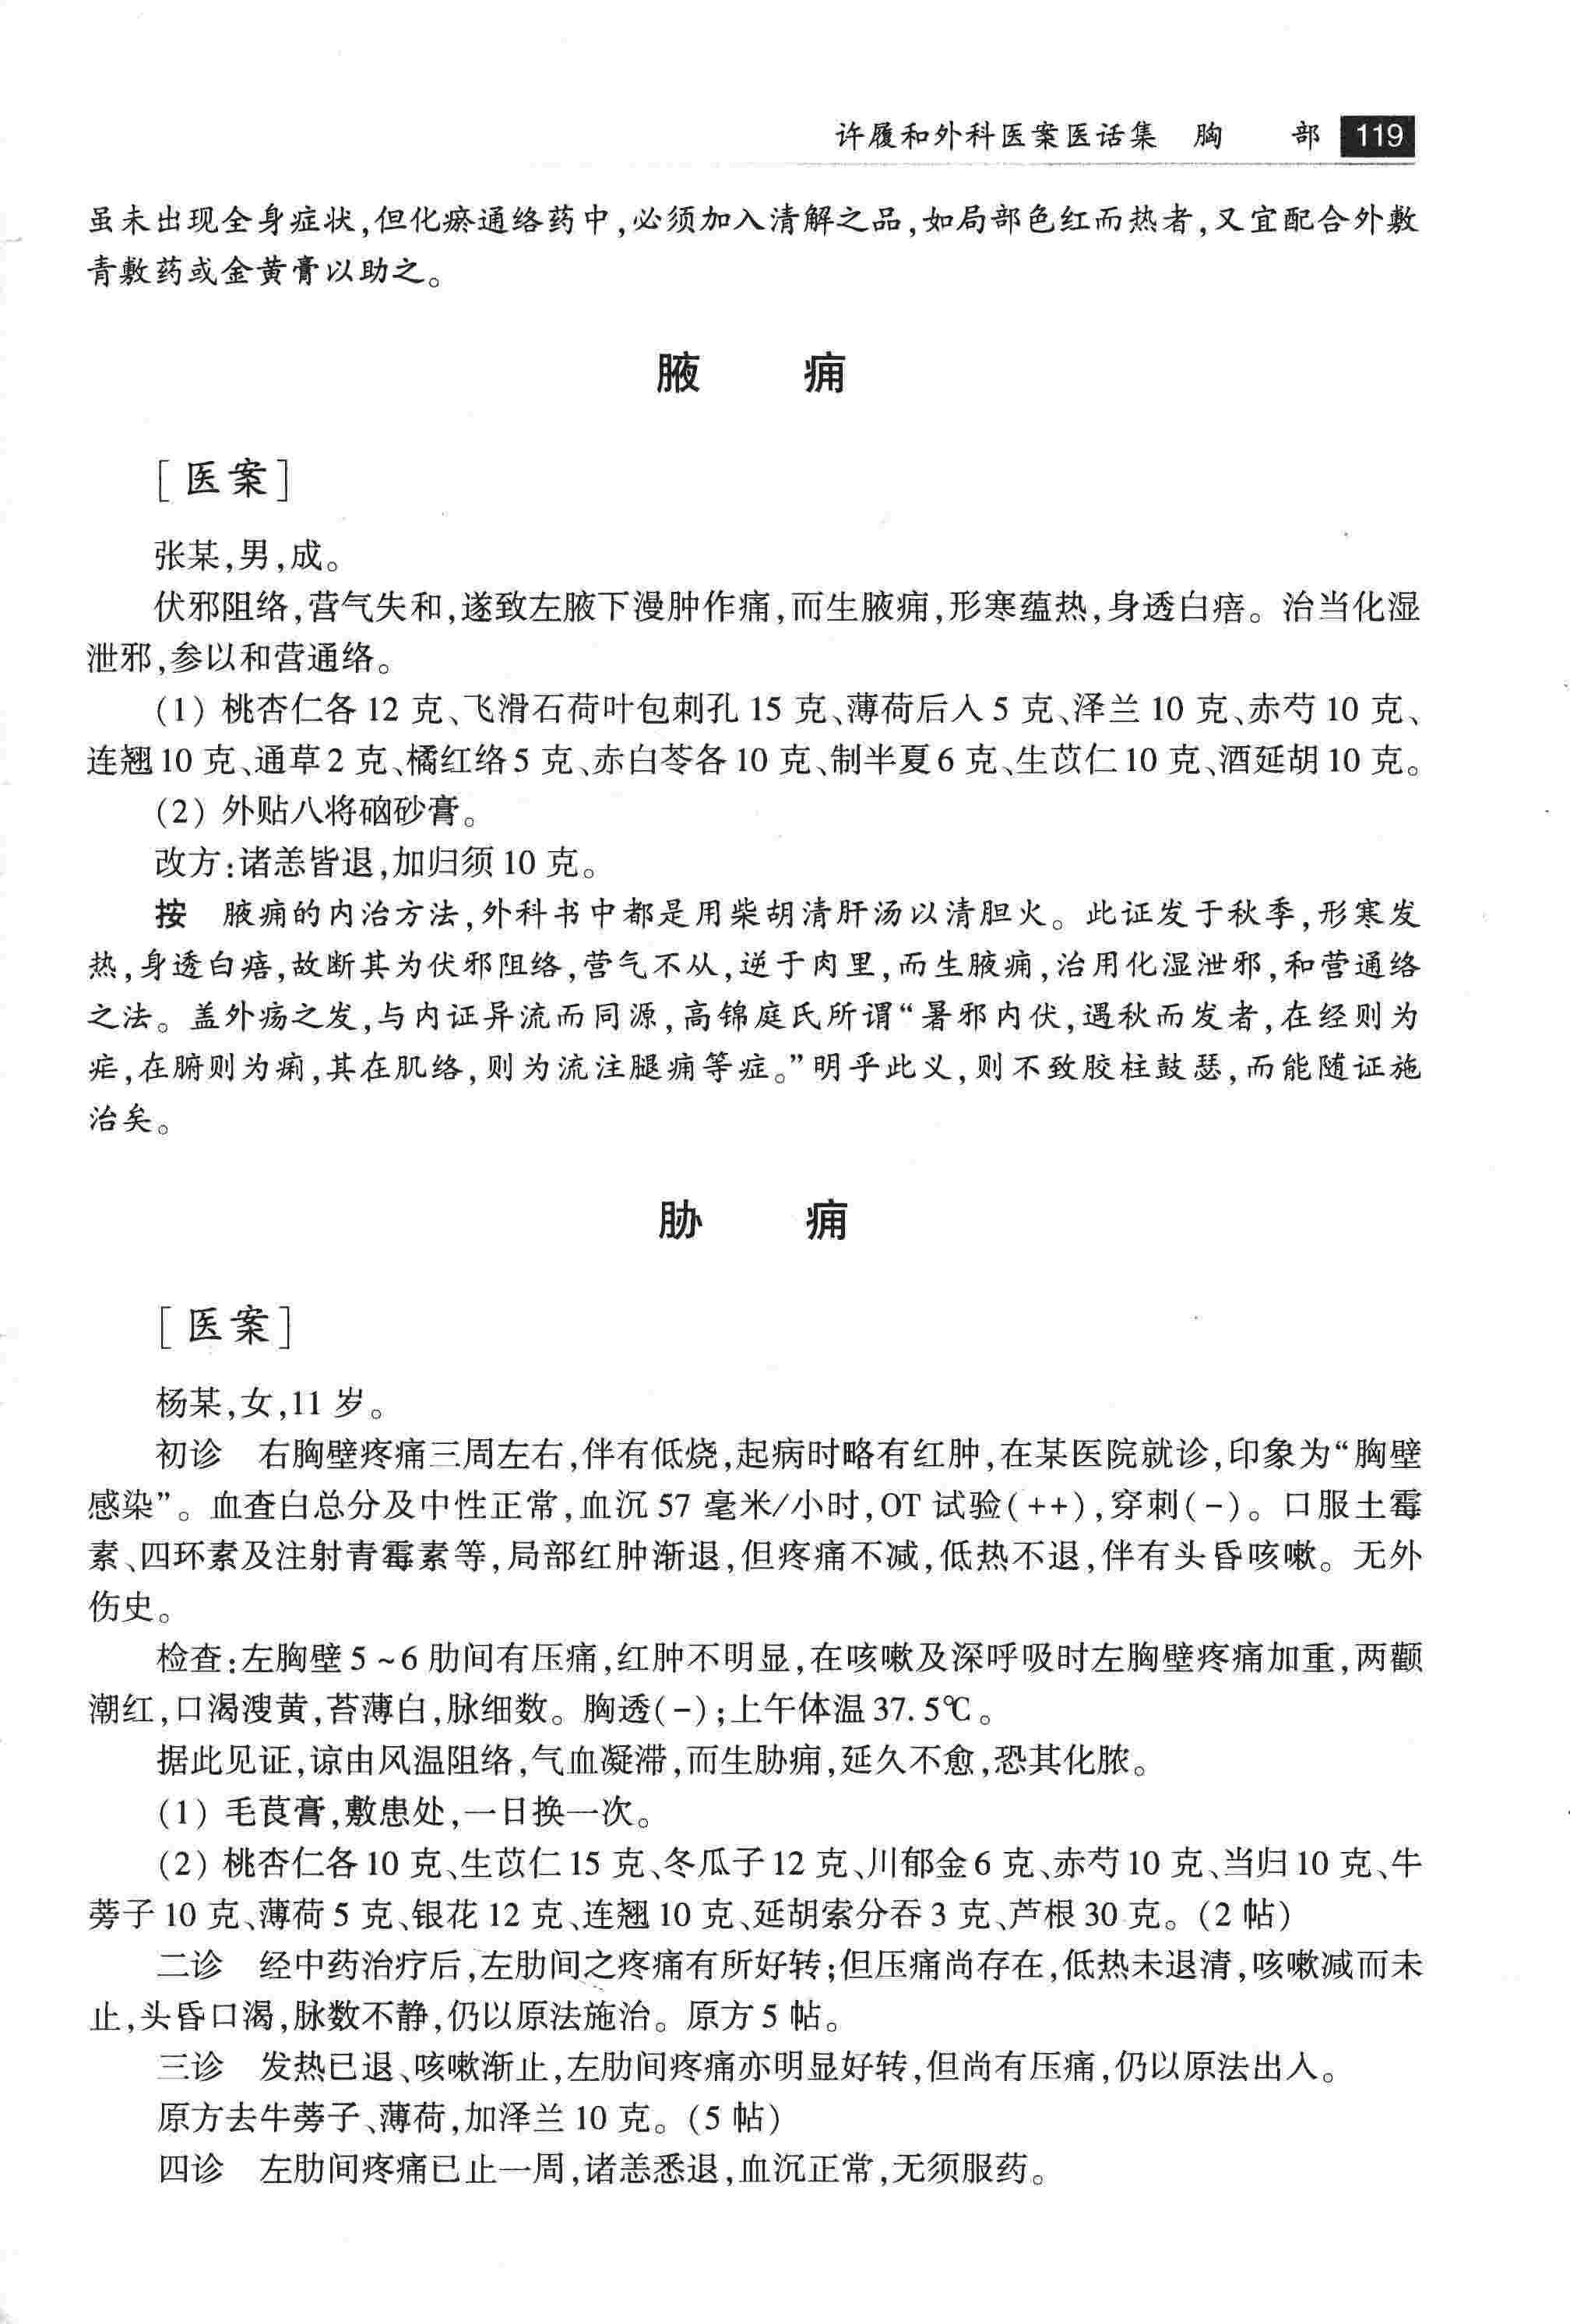 许履和外科医案医话集 胸 部 119
虽未出现全身症状,但化瘀通络药中,必须加入清解之品,如局部色红而热者,又宜配合外敷
青敷药或金黄膏以助之。
腋 痈
[医案]
张某,男,成。
伏邪阻络,营气失和,遂致左腋下漫肿作痛,而生腋痈,形寒蕴热,身透白㾦。治当化湿
泄邪,参以和营通络。
(1) 桃杏仁各 12 克、飞滑石荷叶包刺孔 15 克、薄荷后入 5 克、泽兰 10 克、赤芍 10 克、
连翘 10 克、通草 2 克、橘红络 5 克、赤白苓各 10 克、制半夏 6 克、生苡仁 10 克、酒延胡 10 克。
(2) 外贴八将硇砂膏。
改方:诸恙皆退,加归须 10 克。
按 腋痈的内治方法,外科书中都是用柴胡清肝汤以清胆火。此证发于秋季,形寒发
热,身透白㾦,故断其为伏邪阻络,营气不从,逆于肉里,而生腋痈,治用化湿泄邪,和营通络
之法。盖外疡之发,与内证异流而同源,高锦庭氏所谓“暑邪内伏,遇秋而发者,在经则为
疟,在腑则为痢,其在肌络,则为流注腿痈等症。”明乎此义,则不致胶柱鼓瑟,而能随证施
治矣。
胁 痈
[医案]
杨某,女,11 岁。
初诊 右胸壁疼痛三周左右,伴有低烧,起病时略有红肿,在某医院就诊,印象为“胸壁
感染”。血查白总分及中性正常,血沉 57 毫米/小时,OT 试验(++),穿刺(-)。口服土霉
素、四环素及注射青霉素等,局部红肿渐退,但疼痛不减,低热不退,伴有头昏咳嗽。无外
伤史。
检查:左胸壁 5~6 肋间有压痛,红肿不明显,在咳嗽及深呼吸时左胸壁疼痛加重,两颧
潮红,口渴溲黄,苔薄白,脉细数。胸透(-);上午体温 37.5℃。
据此见证,谅由风温阻络,气血凝滞,而生胁痈,延久不愈,恐其化脓。
(1) 毛茛膏,敷患处,一日换一次。
(2) 桃杏仁各 10 克、生苡仁 15 克、冬瓜子 12 克、川郁金 6 克、赤芍 10 克、当归 10 克、牛
蒡子 10 克、薄荷 5 克、银花 12 克、连翘 10 克、延胡索分吞 3 克、芦根 30 克。(2 帖)
二诊 经中药治疗后,左肋间之疼痛有所好转;但压痛尚存在,低热未退清,咳嗽减而未
止,头昏口渴,脉数不静,仍以原法施治。原方 5 帖。
三诊 发热已退、咳嗽渐止,左肋间疼痛亦明显好转,但尚有压痛,仍以原法出入。
原方去牛蒡子、薄荷,加泽兰 10 克。(5 帖)
四诊 左肋间疼痛已止一周,诸恙悉退,血沉正常,无须服药。